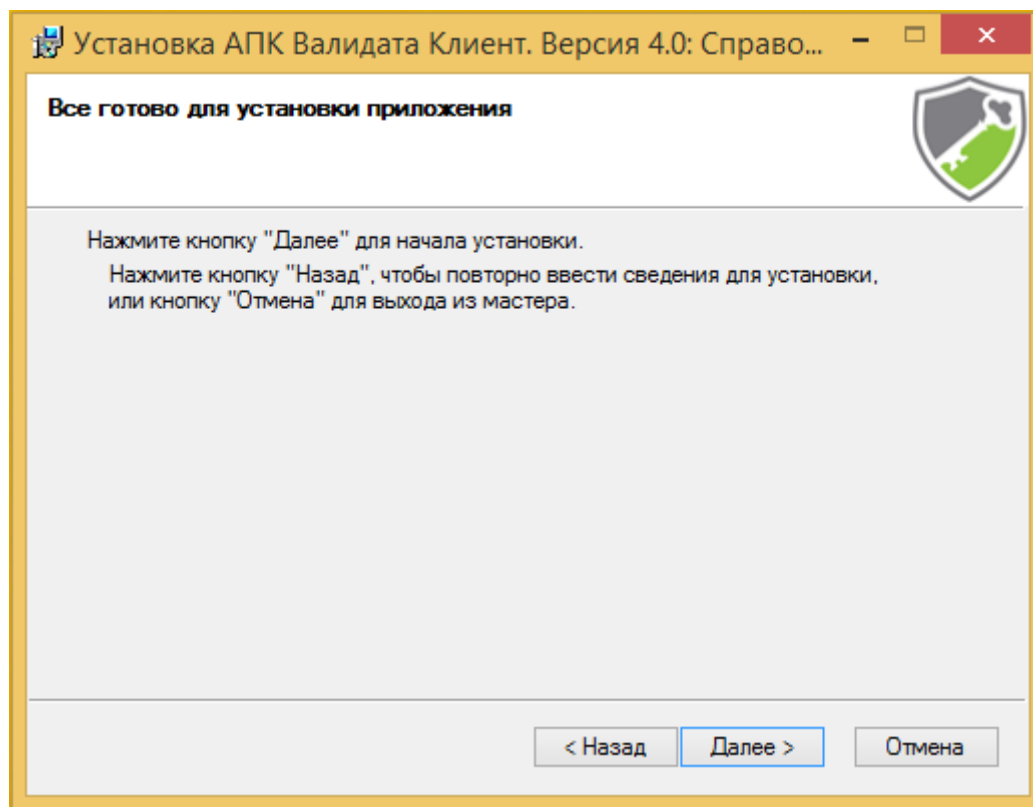 Установка АПК Валидата Клиент. Версия 4.0: Справо...
Все готово для установки приложения
Нажмите кнопку "Далее" для начала установки.
Нажмите кнопку "Назад", чтобы повторно ввести сведения для установки,
или кнопку "Отмена" для выхода из мастера.
< Назад
Далее >
Отмена